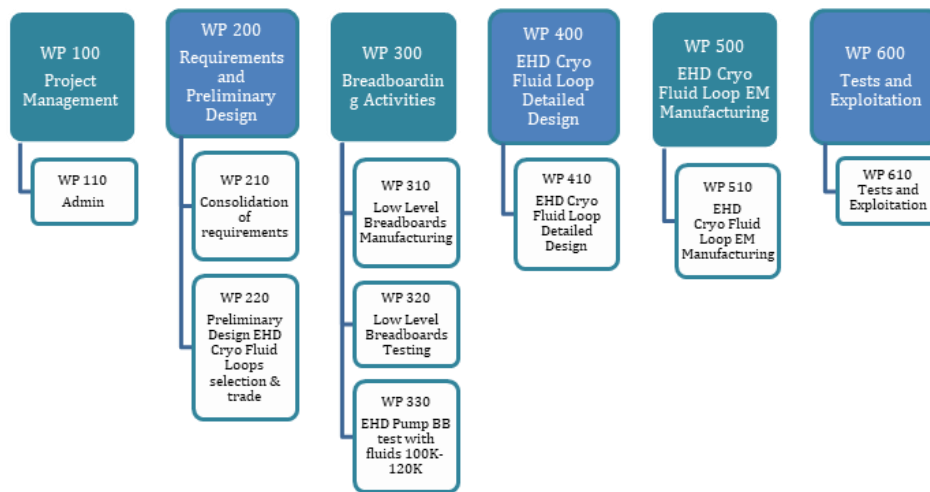 WP 100
Project
Management
WP 110
Admin
WP 200
Requirements
and
Preliminary
Design
WP 210
Consolidation
of
requirements
WP 220
Preliminary
Design EHD
Cryo Fluid
Loops
selection &
trade
WP 300
Breadboardin
g Activities
WP 310
Low Level
Breadboards
Manufacturing
WP 320
Low Level
Breadboards
Testing
WP 330
EHD Pump BB
test with
fluids 100K-
120K
WP 400
EHD Cryo
Fluid Loop
Detailed
Design
WP 410
EHD Cryo
Fluid Loop
Detailed
Design
WP 500
EHD Cryo
Fluid Loop EM
Manufacturing
WP 510
EHD
Cryo Fluid
Loop EM
Manufacturing
WP 600
Tests and
Exploitation
WP 610
Tests and
Exploitation